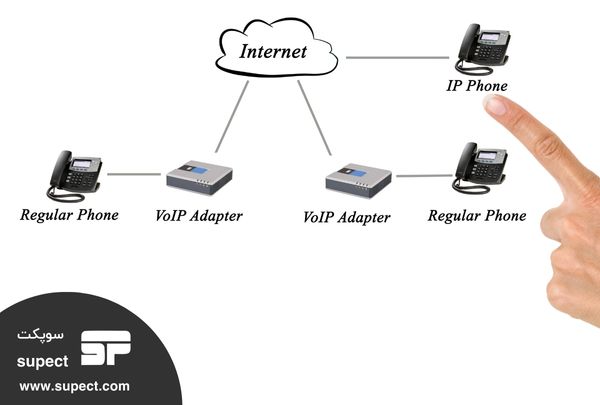 Internet
IP Phone
Regular Phone
VoIP Adapter
VoIP Adapter
Regular Phone
سوپکت
supect
SP
www.supect.com